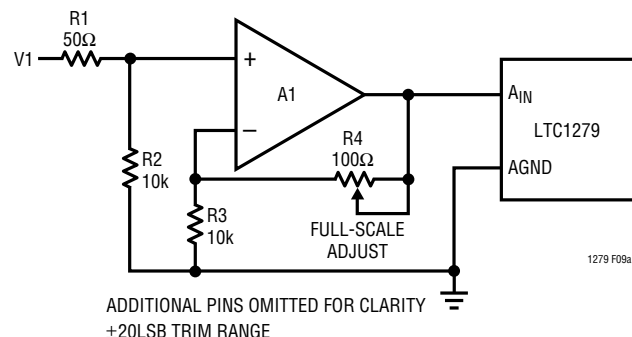 R1
50Ω
V1
+
A1
−
AIN
LTC1279
R4
100Ω
R2
10k
AGND
R3
10k
FULL-SCALE
ADJUST
1279 F09a
ADDITIONAL PINS OMITTED FOR CLARITY
±20LSB TRIM RANGE